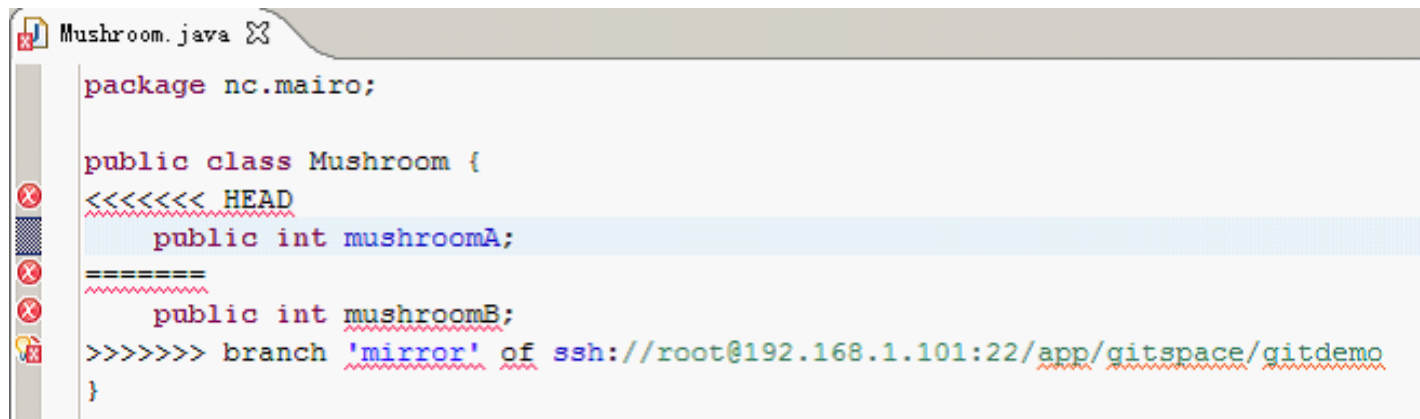 Mushroom.java
package nc.mairo;
public class Mushroom {
<<<<<<< HEAD
    public int mushroomA;
=======
    public int mushroomB;
>>>>>>> branch 'mirror' of ssh://root@192.168.1.101:22/app/gitspace/gitdemo
}